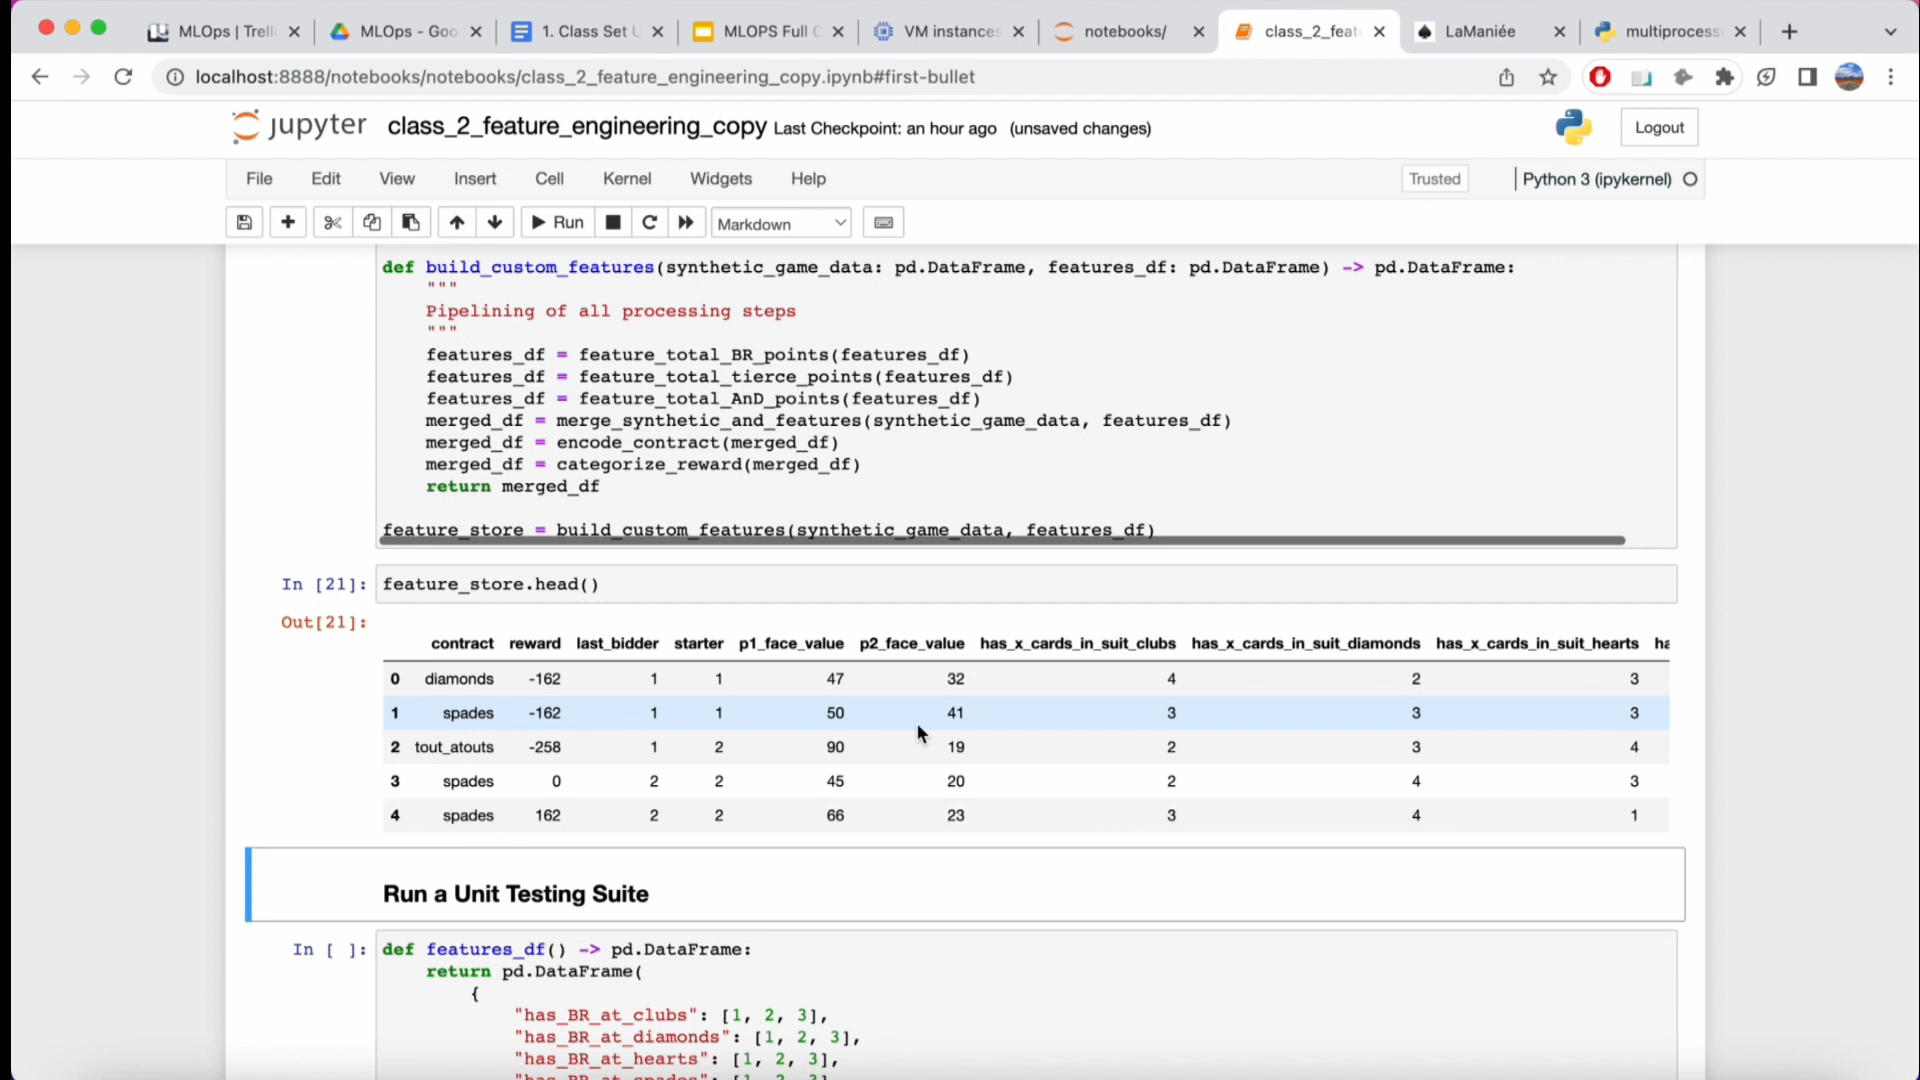 MLOps | Trell
MLOps - Goo
1. Class Set U
MLOPS Full C
VM instances
notebooks/
class_2_featu
LaManiée
multiprocess
localhost:8888/notebooks/notebooks/class_2_feature_engineering_copy.ipynb#first-bullet
jupyter class_2_feature_engineering_copy Last Checkpoint: an hour ago (unsaved changes)
Logout
File Edit View Insert Cell Kernel Widgets Help
Trusted
Python 3 (ipykernel)
Run
Markdown
def build_custom_features(synthetic_game_data: pd.DataFrame, features_df: pd.DataFrame) -> pd.DataFrame:
"""
Pipelining of all processing steps
"""
features_df = feature_total_BR_points(features_df)
features_df = feature_total_tierce_points(features_df)
features_df = feature_total_AnD_points(features_df)
merged_df = merge_synthetic_and_features(synthetic_game_data, features_df)
merged_df = encode_contract(merged_df)
merged_df = categorize_reward(merged_df)
return merged_df
feature_store = build_custom_features(synthetic_game_data, features_df)
In [21]: feature_store.head()
Out[21]:
contract reward last_bidder starter p1_face_value p2_face_value has_x_cards_in_suit_clubs has_x_cards_in_suit_diamonds has_x_cards_in_suit_hearts ha
0 diamonds -162 1 1 47 32 4 2 3
1 spades -162 1 1 50 41 3 3 3
2 tout_atouts -258 1 2 90 19 2 3 4
3 spades 0 2 2 45 20 2 4 3
4 spades 162 2 2 66 23 3 4 1
Run a Unit Testing Suite
In [ ]: def features_df() -> pd.DataFrame:
return pd.DataFrame(
{
"has_BR_at_clubs": [1, 2, 3],
"has_BR_at_diamonds": [1, 2, 3],
"has_BR_at_hearts": [1, 2, 3],
"has_BR_at_spades": [1, 2, 3]